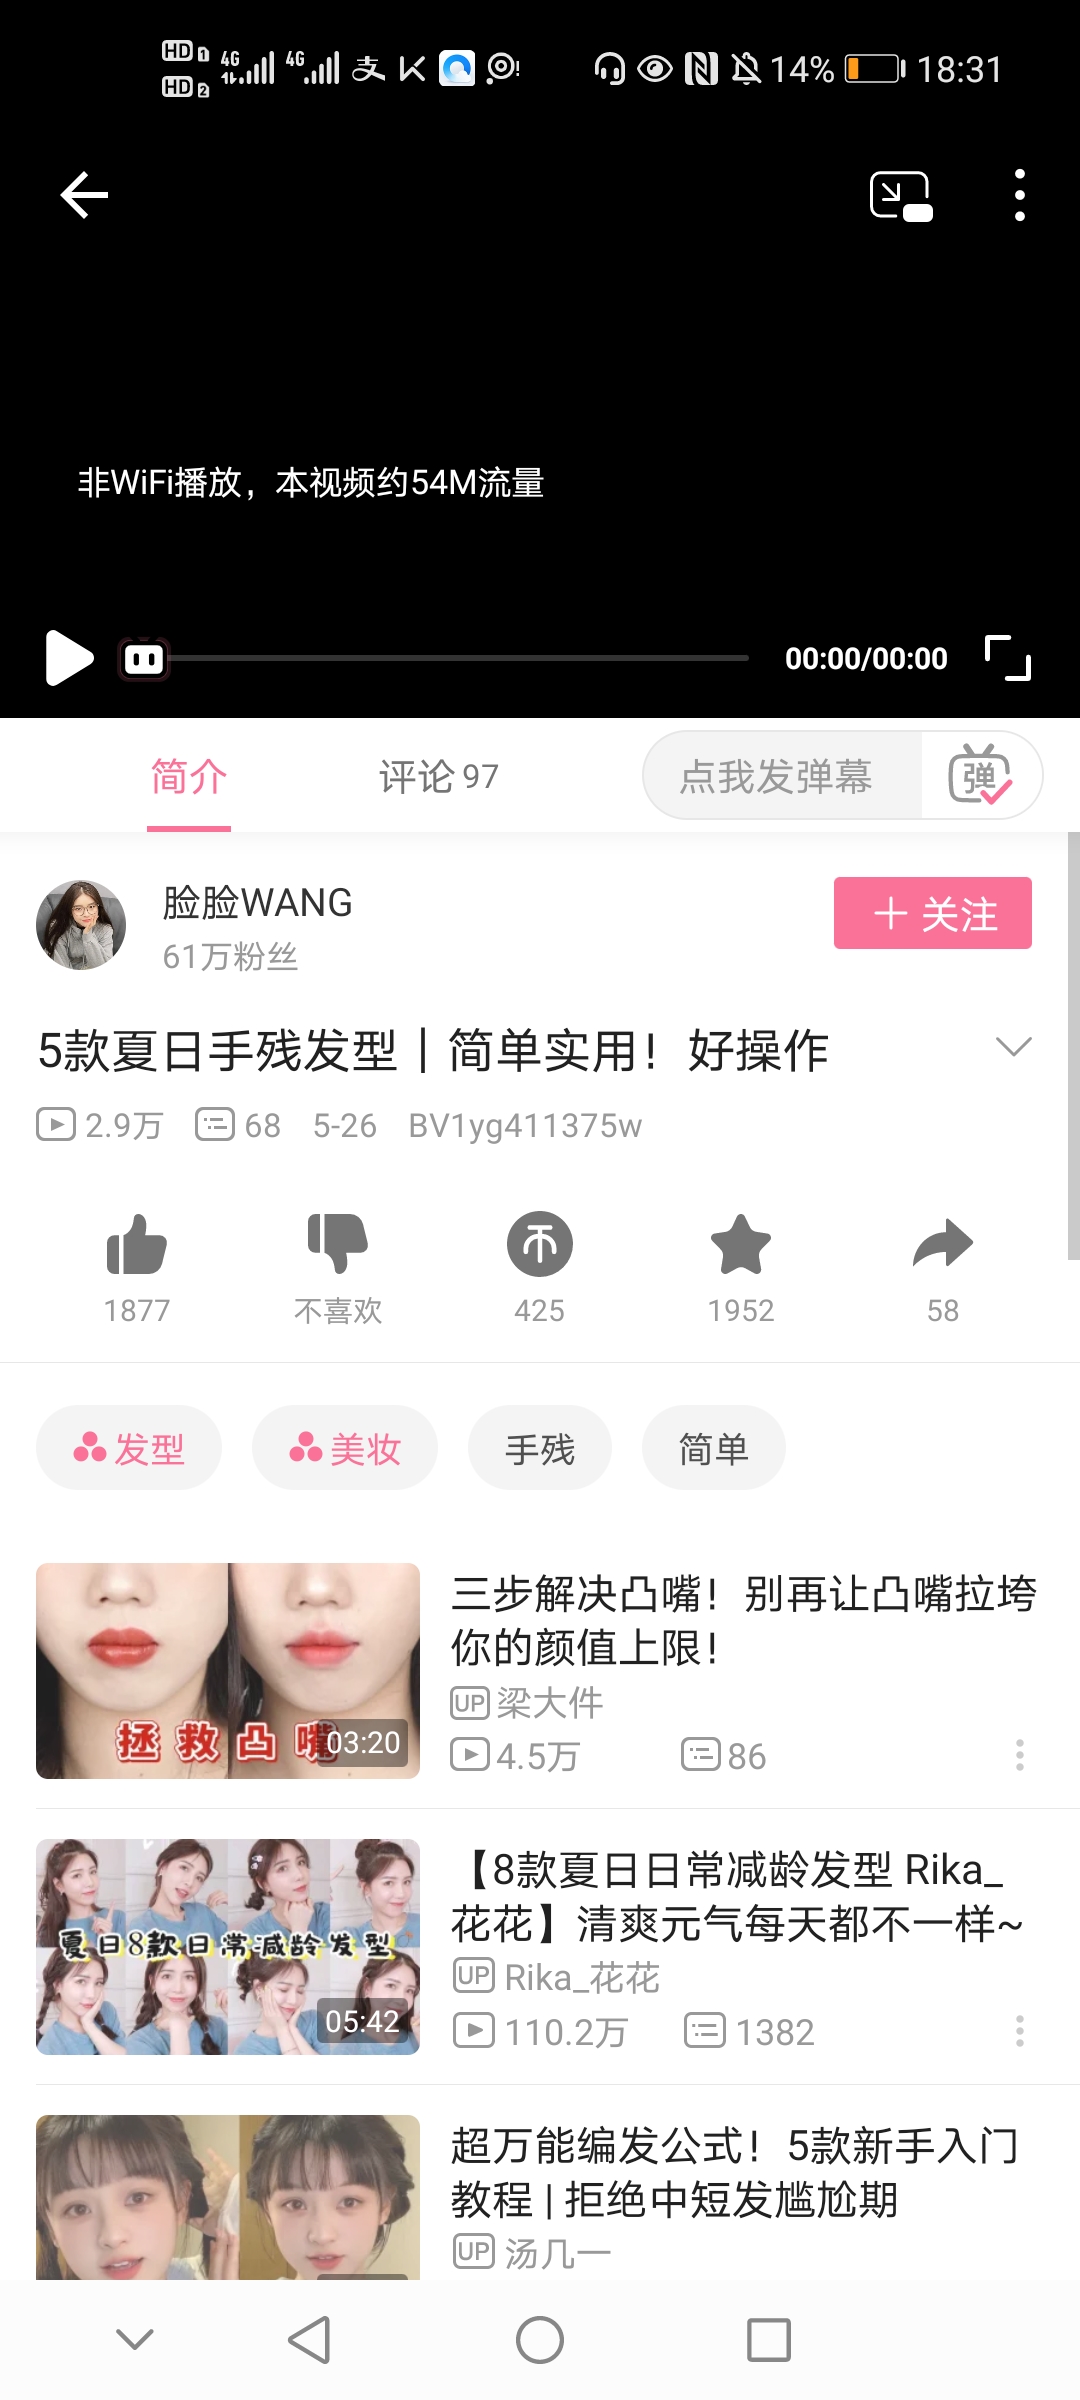 HD 1 4G 4G 支 14% 18:31
HD 2
非WiFi播放，本视频约54M流量
00:00/00:00
简介 评论 97 点我发弹幕 弹
脸脸WANG
+ 关注
61万粉丝
5款夏日手残发型｜简单实用！好操作
2.9万 68 5-26 BV1yg411375w
1877 不喜欢 425 1952 58
发型 美妆 手残 简单
拯救凸嘴
03:20
三步解决凸嘴！别再让凸嘴拉垮
你的颜值上限！
UP 梁大件
4.5万 86
夏日8款日常减龄发型
05:42
【8款夏日日常减龄发型 Rika_
花花】清爽元气每天都不一样~
UP Rika_花花
110.2万 1382
超万能编发公式！5款新手入门
教程 | 拒绝中短发尴尬期
UP 汤几一